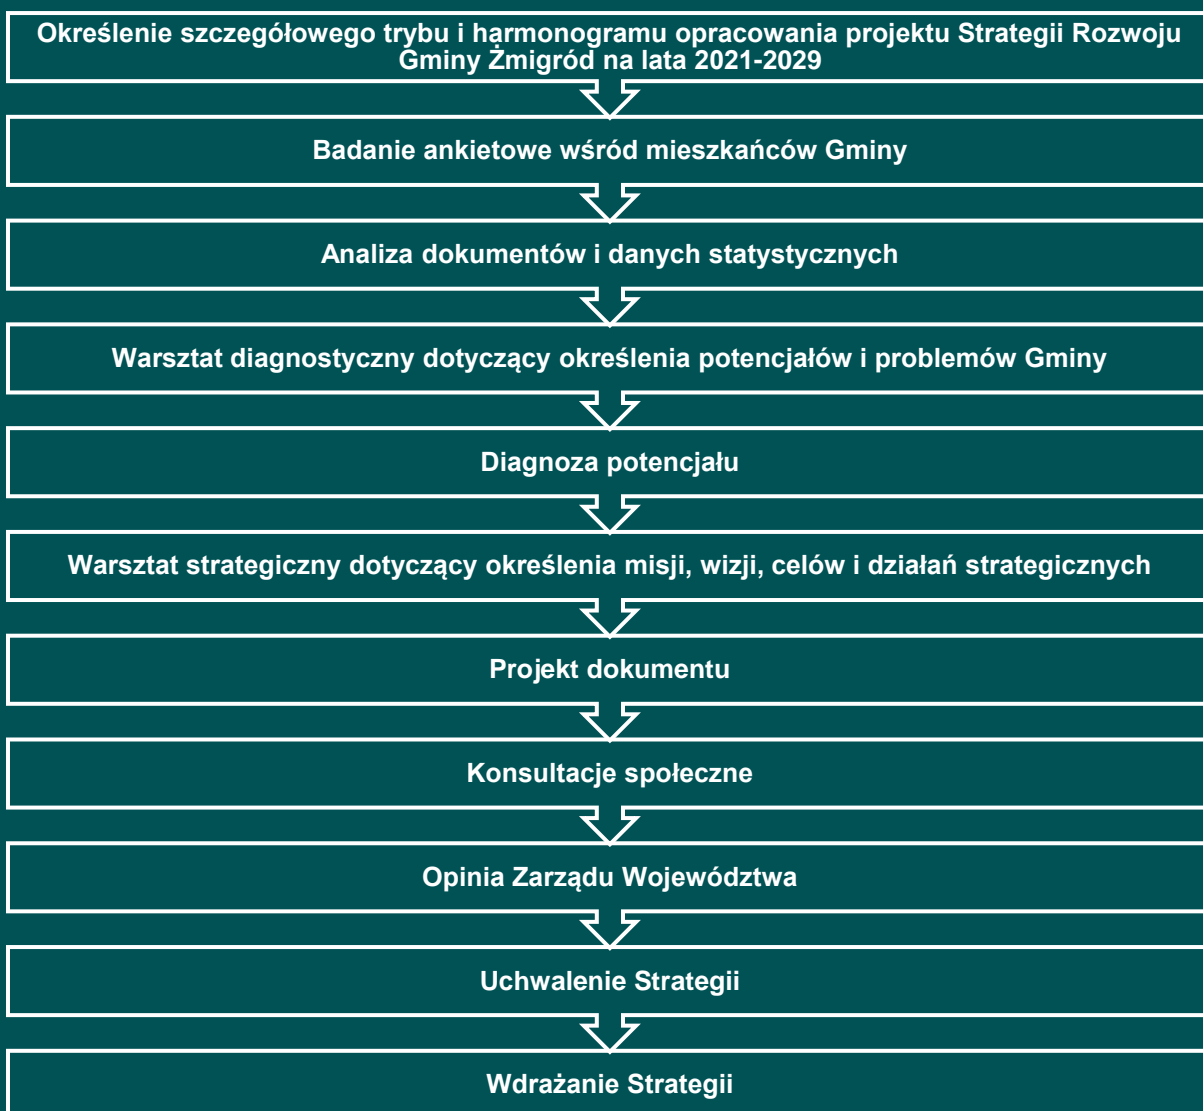 Określenie szczegółowego trybu i harmonogramu opracowania projektu Strategii Rozwoju
Gminy Żmigród na lata 2021-2029
Badanie ankietowe wśród mieszkańców Gminy
Analiza dokumentów i danych statystycznych
Warsztat diagnostyczny dotyczący określenia potencjałów i problemów Gminy
Diagnoza potencjału
Warsztat strategiczny dotyczący określenia misji, wizji, celów i działań strategicznych
Projekt dokumentu
Konsultacje społeczne
Opinia Zarządu Województwa
Uchwalenie Strategii
Wdrażanie Strategii